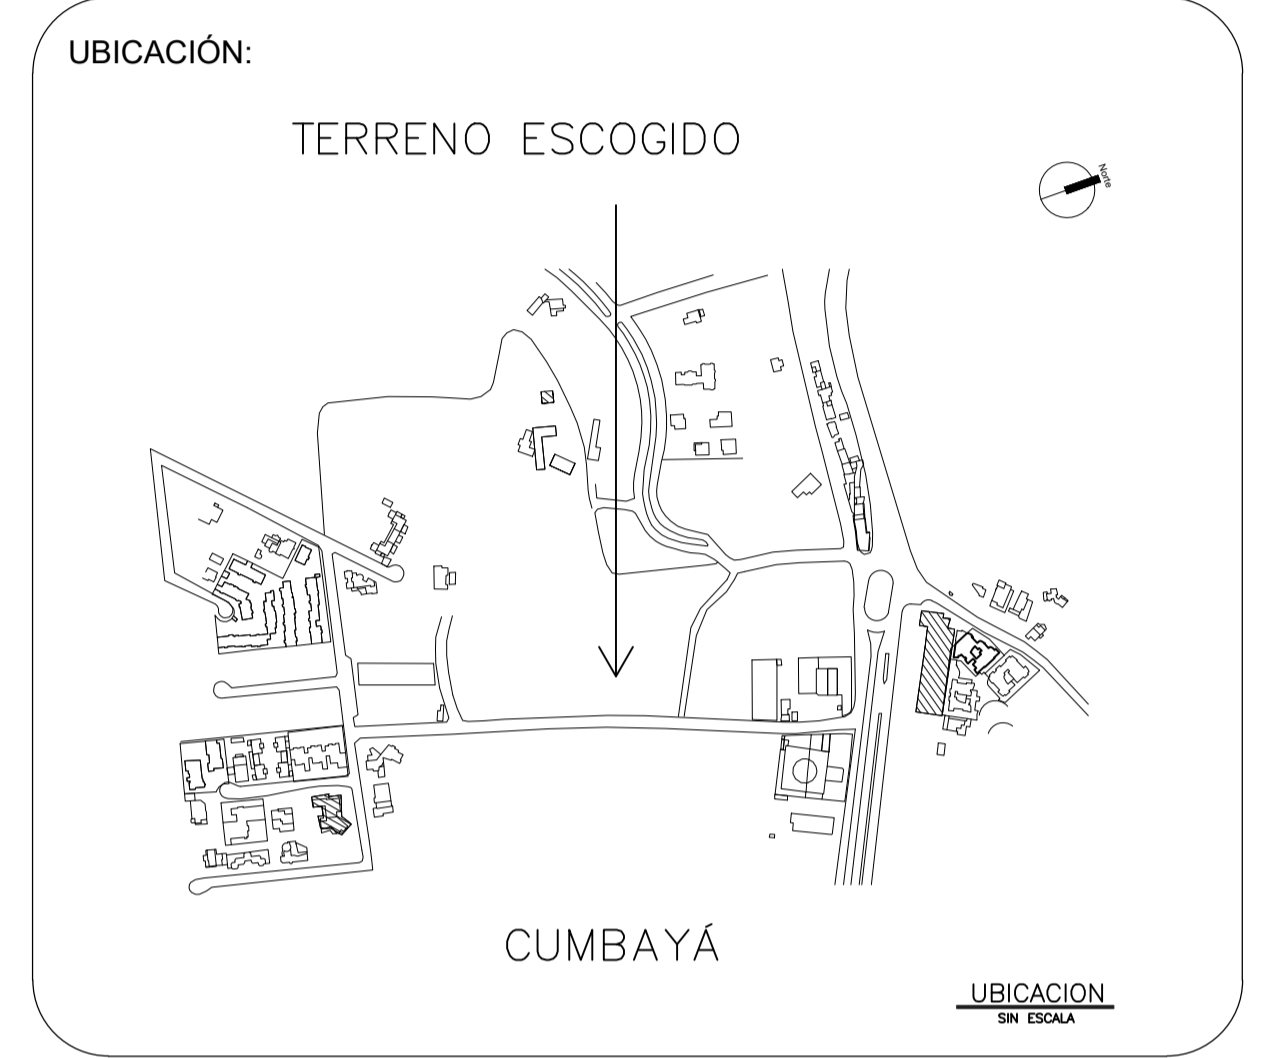 UBICACIÓN:
TERRENO ESCOGIDO
Norte
CUMBAYÁ
UBICACION
SIN ESCALA